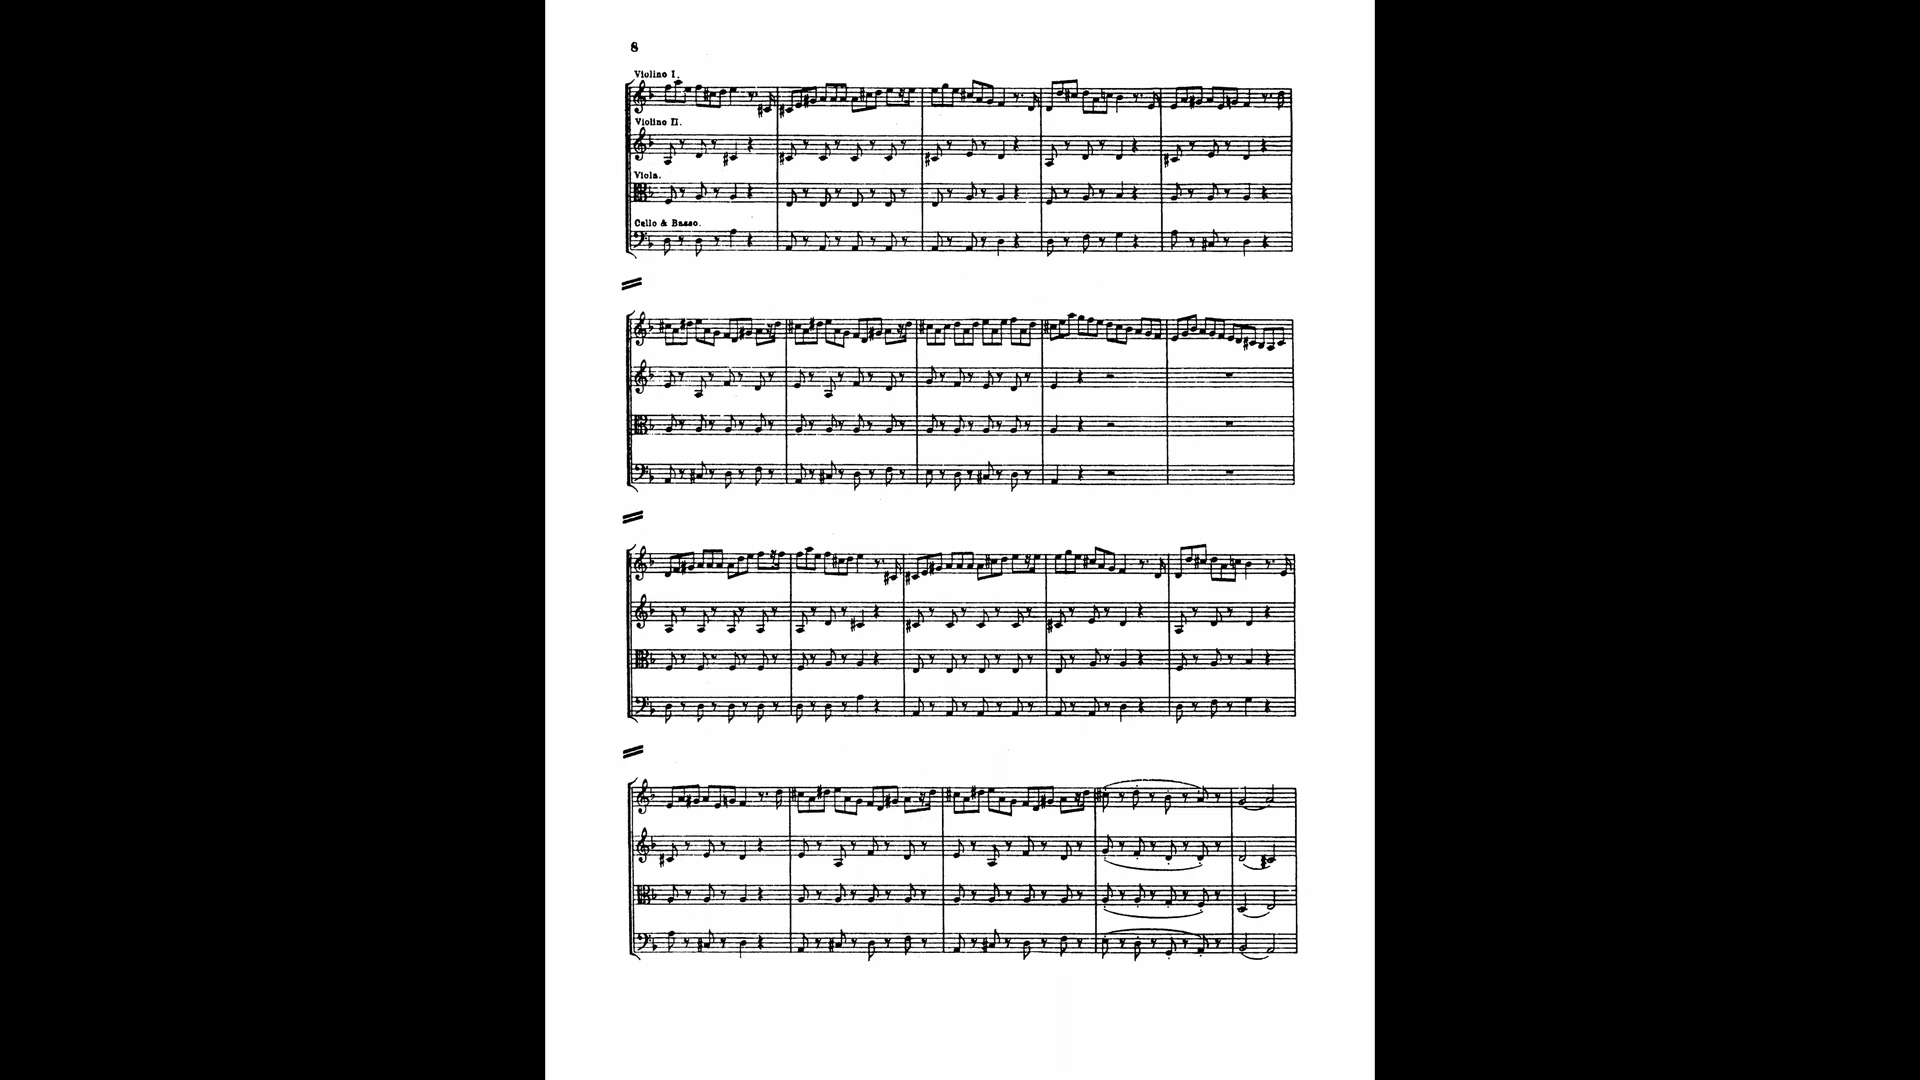 8
Violino I.
Violino II.
Viola.
Cello & Basso.